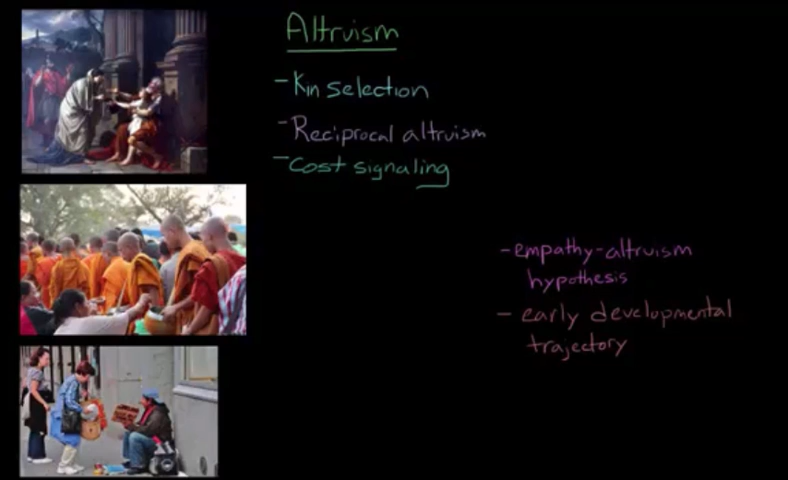 Altruism
- Kin selection
- Reciprocal altruism
- Cost signaling
- empathy-altruism
hypothesis
- early developmental
trajectory